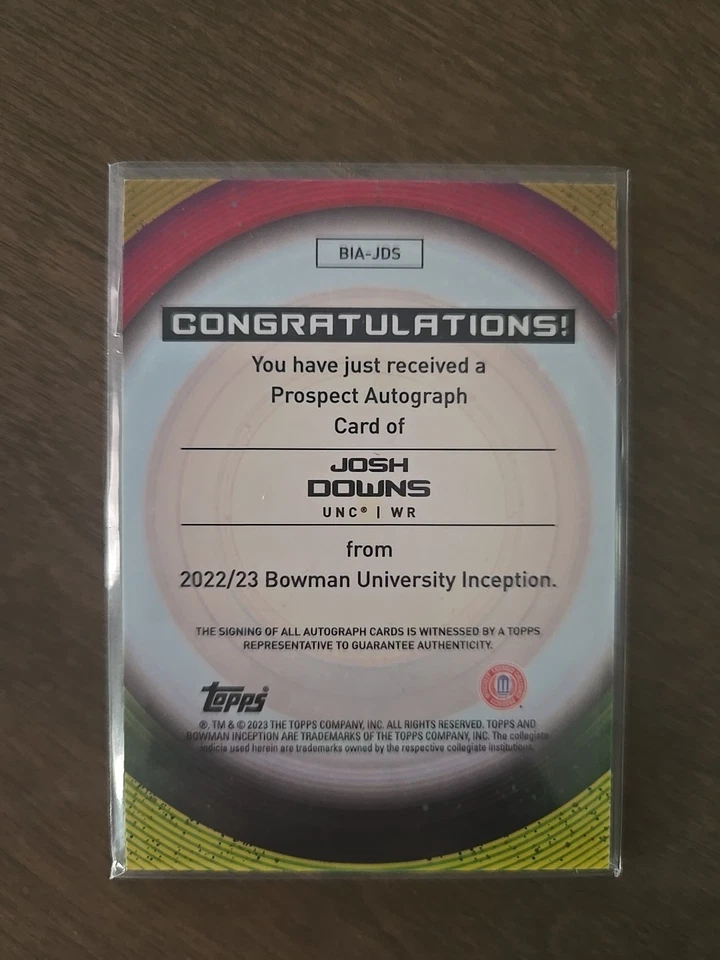 BIA-JDS
CONGRATULATIONS!
You have just received a
Prospect Autograph
Card of
JOSH
DOWNS
UNC® | WR
from
2022/23 Bowman University Inception.
THE SIGNING OF ALL AUTOGRAPH CARDS IS WITNESSED BY A TOPPS
REPRESENTATIVE TO GUARANTEE AUTHENTICITY.
topps®
®, TM & © 2023 THE TOPPS COMPANY, INC. ALL RIGHTS RESERVED. TOPPS AND
BOWMAN INCEPTION ARE TRADEMARKS OF THE TOPPS COMPANY, INC. The collegiate
indicia used herein are trademarks owned by the respective collegiate institutions.